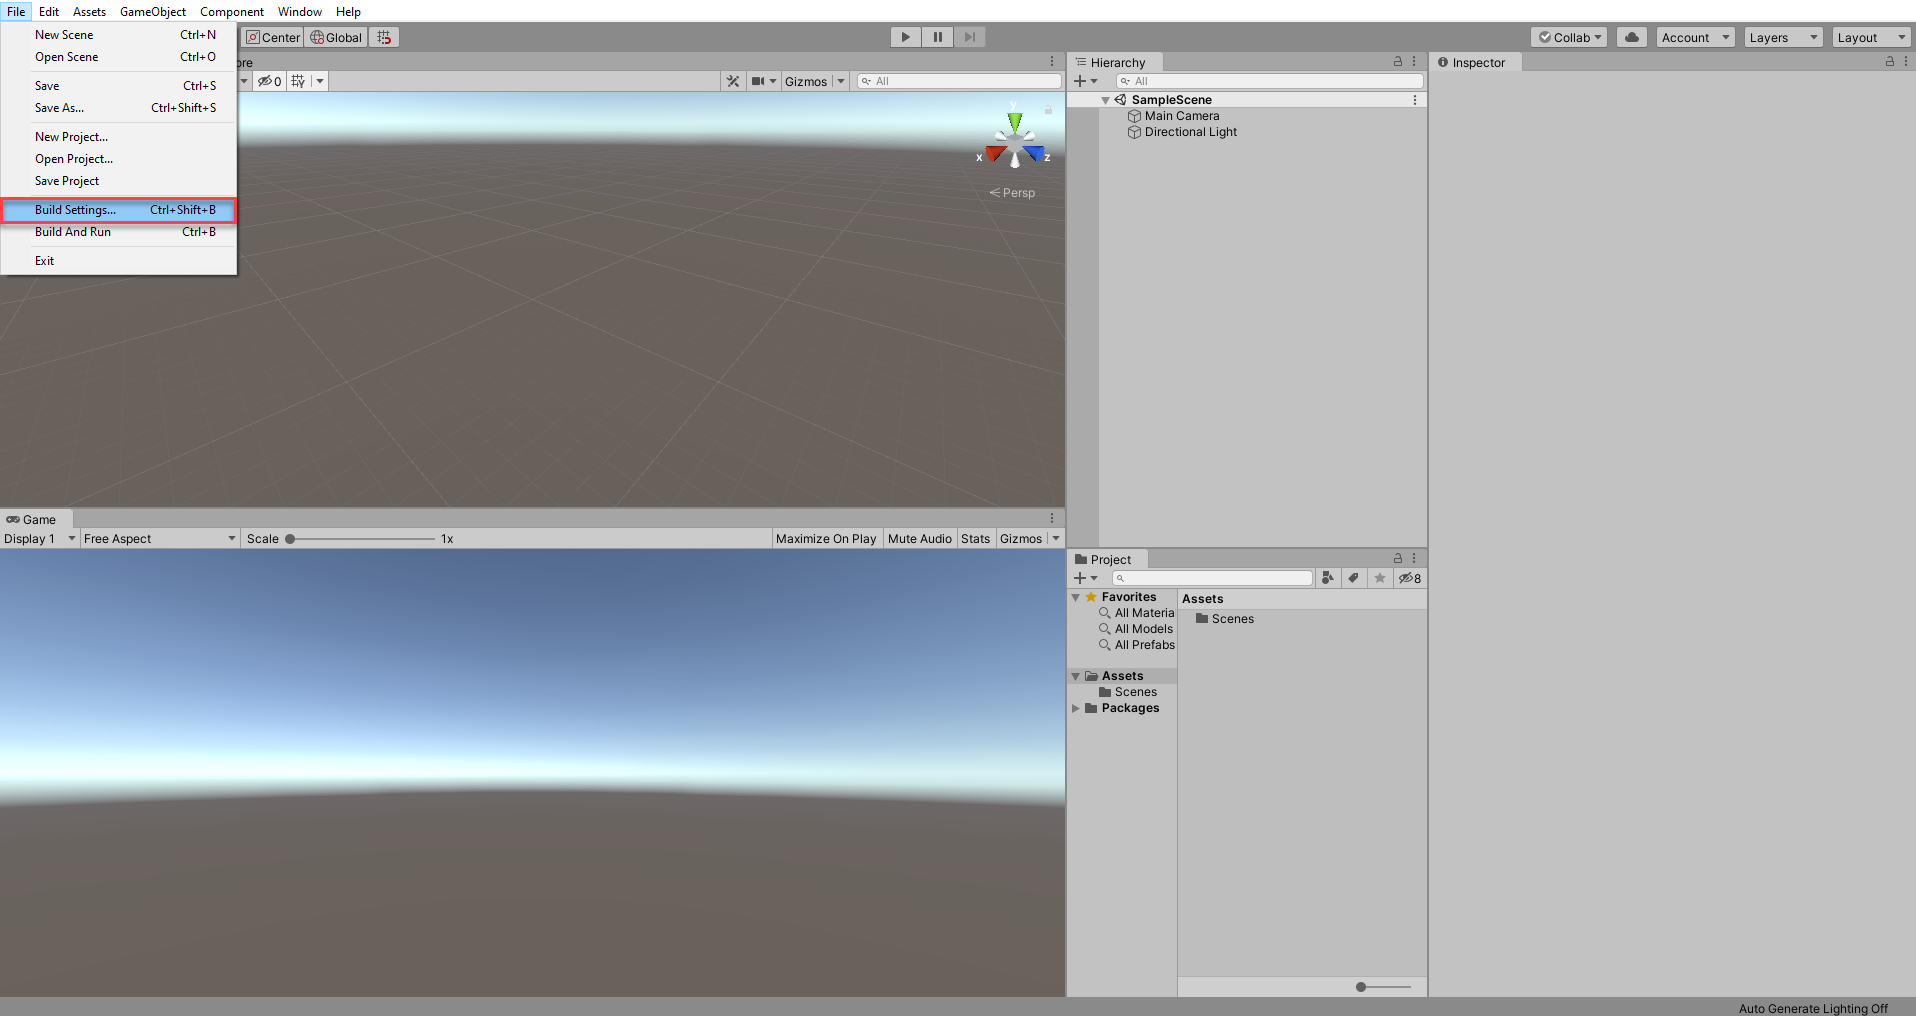 File Edit Assets GameObject Component Window Help
New Scene Ctrl+N
Open Scene Ctrl+O
Save Ctrl+S
Save As... Ctrl+Shift+S
New Project...
Open Project...
Save Project
Build Settings... Ctrl+Shift+B
Build And Run Ctrl+B
Exit
Center Global
Collab Account Layers Layout
ore
0
Gizmos All
y
x z
Persp
Hierarchy
All
SampleScene
Main Camera
Directional Light
Inspector
Game
Display 1 Free Aspect Scale 1x Maximize On Play Mute Audio Stats Gizmos
Project
8
Favorites
All Materia
All Models
All Prefabs
Assets
Scenes
Packages
Assets
Scenes
Auto Generate Lighting Off